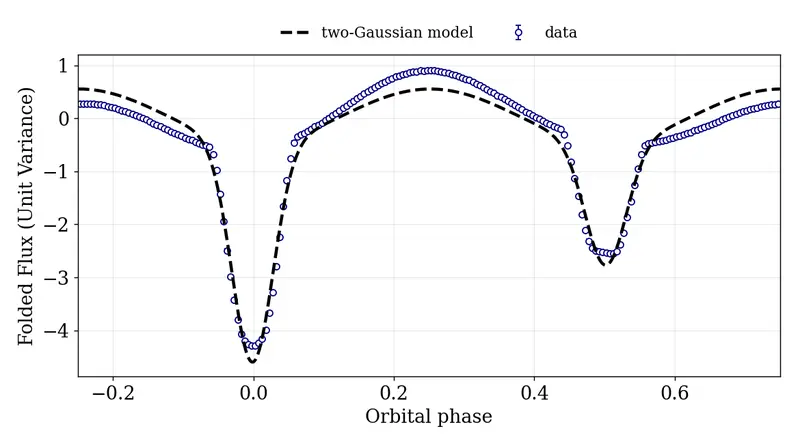 two-Gaussian model data
Folded Flux (Unit Variance)
1
0
−1
−2
−3
−4
−0.2 0.0 0.2 0.4 0.6
Orbital phase